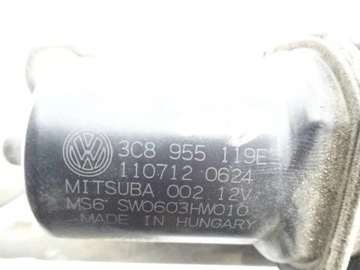 3C8 955 119E
110712 0624
MITSUBA 002 12V
MS6 SW0603HW010
MADE IN HUNGARY